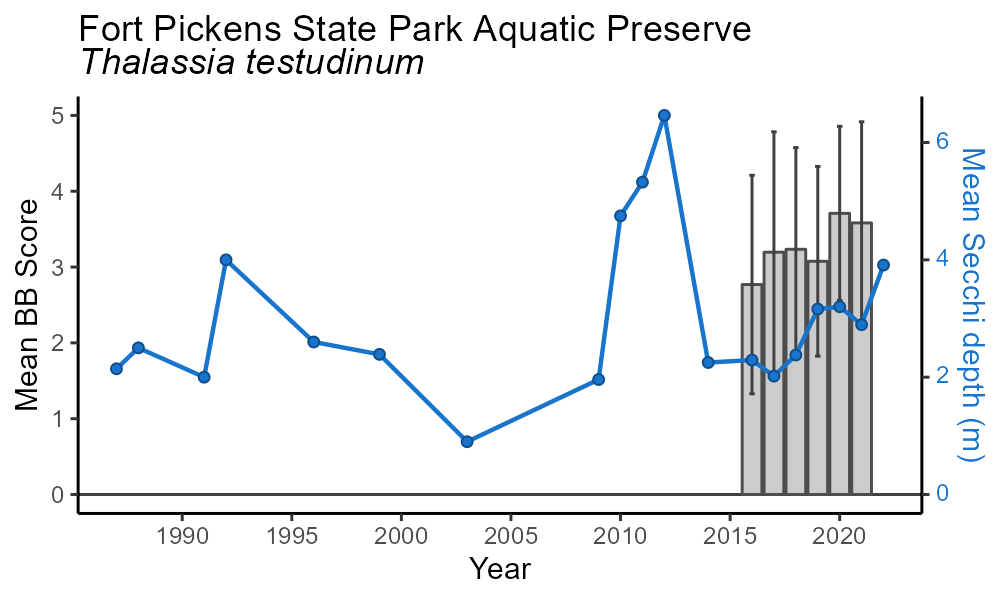 Fort Pickens State Park Aquatic Preserve
Thalassia testudinum
Mean BB Score
5
4
3
2
1
0
6
4
2
0
Mean Secchi depth (m)
1990 1995 2000 2005 2010 2015 2020
Year